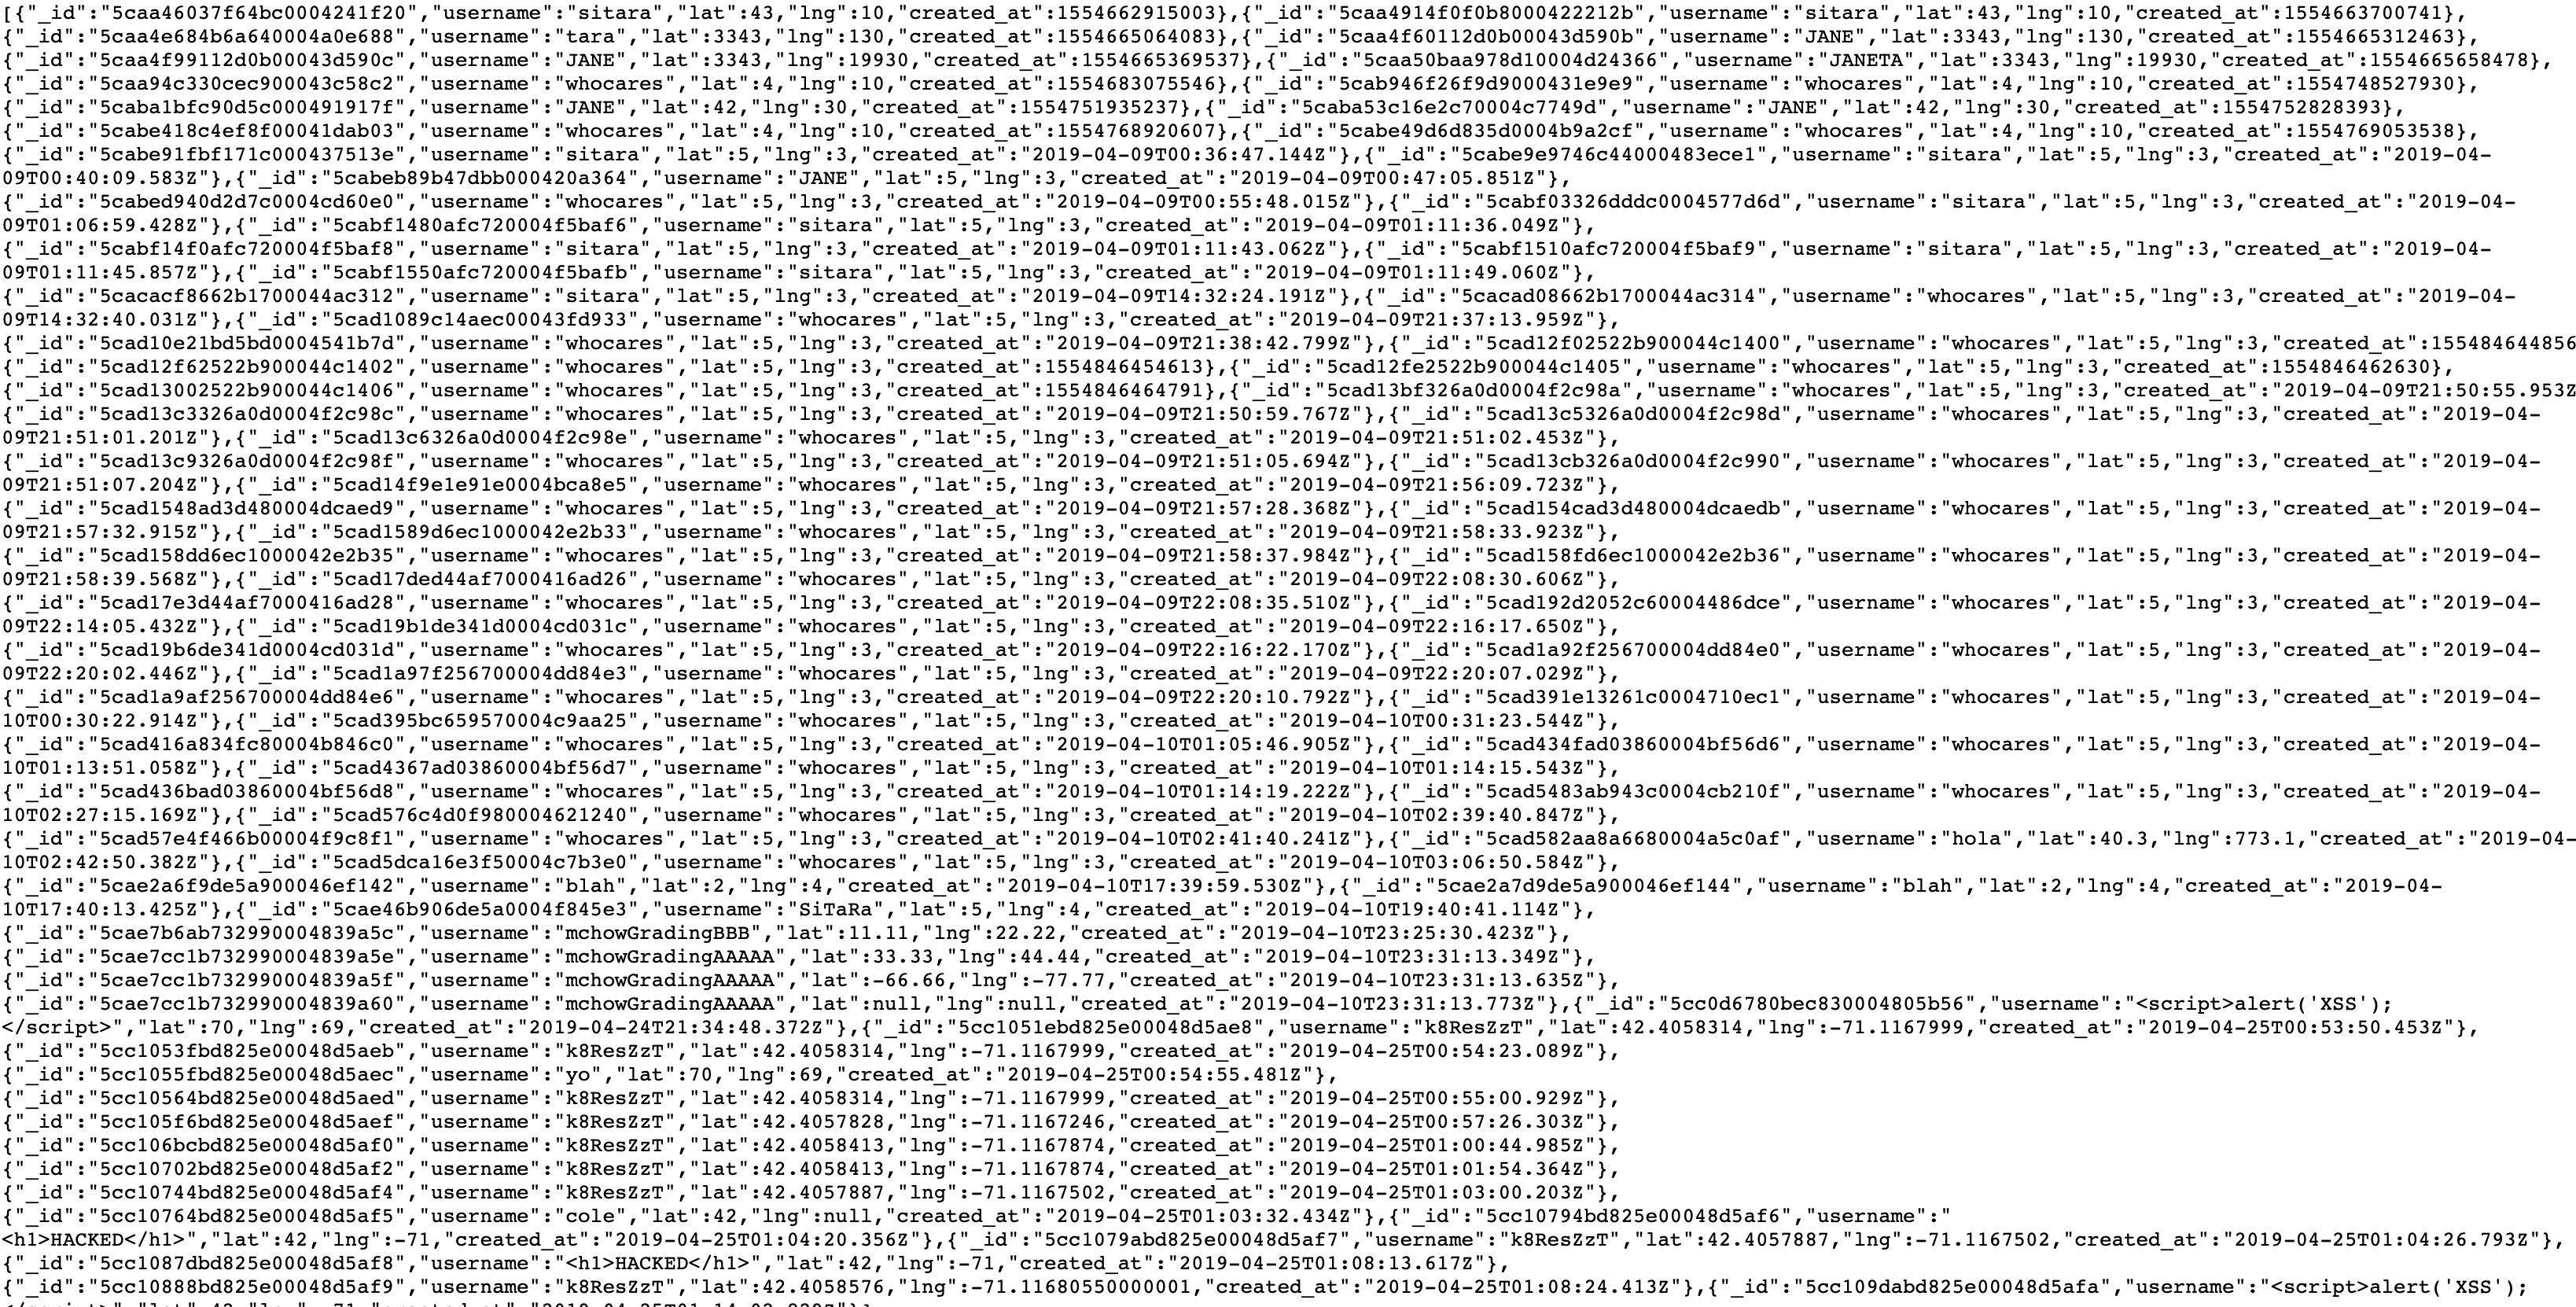 [{"_id":"5caa46037f64bc0004241f20","username":"sitara","lat":43,"lng":10,"created_at":1554662915003},{"_id":"5caa4914f0f0b8000422212b","username":"sitara","lat":43,"lng":10,"created_at":1554663700741},
{"_id":"5caa4e684b6a640004a0e688","username":"tara","lat":3343,"lng":130,"created_at":1554665064083},{"_id":"5caa4f60112d0b00043d590b","username":"JANE","lat":3343,"lng":130,"created_at":1554665312463},
{"_id":"5caa4f99112d0b00043d590c","username":"JANE","lat":3343,"lng":19930,"created_at":1554665369537},{"_id":"5caa50baa978d10004d24366","username":"JANETA","lat":3343,"lng":19930,"created_at":1554665658478},
{"_id":"5caa94c330cec900043c58c2","username":"whocares","lat":4,"lng":10,"created_at":1554683075546},{"_id":"5cab946f26f9d9000431e9e9","username":"whocares","lat":4,"lng":10,"created_at":1554748527930},
{"_id":"5caba1bfc90d5c000491917f","username":"JANE","lat":42,"lng":30,"created_at":1554751935237},{"_id":"5caba53c16e2c70004c7749d","username":"JANE","lat":42,"lng":30,"created_at":1554752828393},
{"_id":"5cabe418c4ef8f00041dab03","username":"whocares","lat":4,"lng":10,"created_at":1554768920607},{"_id":"5cabe49d6d835d0004b9a2cf","username":"whocares","lat":4,"lng":10,"created_at":1554769053538},
{"_id":"5cabe91fbf171c000437513e","username":"sitara","lat":5,"lng":3,"created_at":"2019-04-09T00:36:47.144Z"},{"_id":"5cabe9e9746c44000483ece1","username":"sitara","lat":5,"lng":3,"created_at":"2019-04-
09T00:40:09.583Z"},{"_id":"5cabeb89b47dbb000420a364","username":"JANE","lat":5,"lng":3,"created_at":"2019-04-09T00:47:05.851Z"},
{"_id":"5cabed940d2d7c0004cd60e0","username":"whocares","lat":5,"lng":3,"created_at":"2019-04-09T00:55:48.015Z"},{"_id":"5cabf03326dddc0004577d6d","username":"sitara","lat":5,"lng":3,"created_at":"2019-04-
09T01:06:59.428Z"},{"_id":"5cabf1480afc720004f5baf6","username":"sitara","lat":5,"lng":3,"created_at":"2019-04-09T01:11:36.049Z"},
{"_id":"5cabf14f0afc720004f5baf8","username":"sitara","lat":5,"lng":3,"created_at":"2019-04-09T01:11:43.062Z"},{"_id":"5cabf1510afc720004f5baf9","username":"sitara","lat":5,"lng":3,"created_at":"2019-04-
09T01:11:45.857Z"},{"_id":"5cabf1550afc720004f5bafb","username":"sitara","lat":5,"lng":3,"created_at":"2019-04-09T01:11:49.060Z"},
{"_id":"5cacacf8662b1700044ac312","username":"sitara","lat":5,"lng":3,"created_at":"2019-04-09T14:32:24.191Z"},{"_id":"5cacad08662b1700044ac314","username":"whocares","lat":5,"lng":3,"created_at":"2019-04-
09T14:32:40.031Z"},{"_id":"5cad1089c14aec00043fd933","username":"whocares","lat":5,"lng":3,"created_at":"2019-04-09T21:37:13.959Z"},
{"_id":"5cad10e21bd5bd0004541b7d","username":"whocares","lat":5,"lng":3,"created_at":"2019-04-09T21:38:42.799Z"},{"_id":"5cad12f02522b900044c1400","username":"whocares","lat":5,"lng":3,"created_at":155484644856
{"_id":"5cad12f62522b900044c1402","username":"whocares","lat":5,"lng":3,"created_at":1554846454613},{"_id":"5cad12fe2522b900044c1405","username":"whocares","lat":5,"lng":3,"created_at":1554846462630},
{"_id":"5cad13002522b900044c1406","username":"whocares","lat":5,"lng":3,"created_at":1554846464791},{"_id":"5cad13bf326a0d0004f2c98a","username":"whocares","lat":5,"lng":3,"created_at":"2019-04-09T21:50:55.953Z
{"_id":"5cad13c3326a0d0004f2c98c","username":"whocares","lat":5,"lng":3,"created_at":"2019-04-09T21:50:59.767Z"},{"_id":"5cad13c5326a0d0004f2c98d","username":"whocares","lat":5,"lng":3,"created_at":"2019-04-
09T21:51:01.201Z"},{"_id":"5cad13c6326a0d0004f2c98e","username":"whocares","lat":5,"lng":3,"created_at":"2019-04-09T21:51:02.453Z"},
{"_id":"5cad13c9326a0d0004f2c98f","username":"whocares","lat":5,"lng":3,"created_at":"2019-04-09T21:51:05.694Z"},{"_id":"5cad13cb326a0d0004f2c990","username":"whocares","lat":5,"lng":3,"created_at":"2019-04-
09T21:51:07.204Z"},{"_id":"5cad14f9e1e91e0004bca8e5","username":"whocares","lat":5,"lng":3,"created_at":"2019-04-09T21:56:09.723Z"},
{"_id":"5cad1548ad3d480004dcaed9","username":"whocares","lat":5,"lng":3,"created_at":"2019-04-09T21:57:28.368Z"},{"_id":"5cad154cad3d480004dcaedb","username":"whocares","lat":5,"lng":3,"created_at":"2019-04-
09T21:57:32.915Z"},{"_id":"5cad1589d6ec1000042e2b33","username":"whocares","lat":5,"lng":3,"created_at":"2019-04-09T21:58:33.923Z"},
{"_id":"5cad158dd6ec1000042e2b35","username":"whocares","lat":5,"lng":3,"created_at":"2019-04-09T21:58:37.984Z"},{"_id":"5cad158fd6ec1000042e2b36","username":"whocares","lat":5,"lng":3,"created_at":"2019-04-
09T21:58:39.568Z"},{"_id":"5cad17ded44af7000416ad26","username":"whocares","lat":5,"lng":3,"created_at":"2019-04-09T22:08:30.606Z"},
{"_id":"5cad17e3d44af7000416ad28","username":"whocares","lat":5,"lng":3,"created_at":"2019-04-09T22:08:35.510Z"},{"_id":"5cad192d2052c60004486dce","username":"whocares","lat":5,"lng":3,"created_at":"2019-04-
09T22:14:05.432Z"},{"_id":"5cad19b1de341d0004cd031c","username":"whocares","lat":5,"lng":3,"created_at":"2019-04-09T22:16:17.650Z"},
{"_id":"5cad19b6de341d0004cd031d","username":"whocares","lat":5,"lng":3,"created_at":"2019-04-09T22:16:22.170Z"},{"_id":"5cad1a92f256700004dd84e0","username":"whocares","lat":5,"lng":3,"created_at":"2019-04-
09T22:20:02.446Z"},{"_id":"5cad1a97f256700004dd84e3","username":"whocares","lat":5,"lng":3,"created_at":"2019-04-09T22:20:07.029Z"},
{"_id":"5cad1a9af256700004dd84e6","username":"whocares","lat":5,"lng":3,"created_at":"2019-04-09T22:20:10.792Z"},{"_id":"5cad391e13261c0004710ec1","username":"whocares","lat":5,"lng":3,"created_at":"2019-04-
10T00:30:22.914Z"},{"_id":"5cad395bc659570004c9aa25","username":"whocares","lat":5,"lng":3,"created_at":"2019-04-10T00:31:23.544Z"},
{"_id":"5cad416a834fc80004b846c0","username":"whocares","lat":5,"lng":3,"created_at":"2019-04-10T01:05:46.905Z"},{"_id":"5cad434fad03860004bf56d6","username":"whocares","lat":5,"lng":3,"created_at":"2019-04-
10T01:13:51.058Z"},{"_id":"5cad4367ad03860004bf56d7","username":"whocares","lat":5,"lng":3,"created_at":"2019-04-10T01:14:15.543Z"},
{"_id":"5cad436bad03860004bf56d8","username":"whocares","lat":5,"lng":3,"created_at":"2019-04-10T01:14:19.222Z"},{"_id":"5cad5483ab943c0004cb210f","username":"whocares","lat":5,"lng":3,"created_at":"2019-04-
10T02:27:15.169Z"},{"_id":"5cad576c4d0f980004621240","username":"whocares","lat":5,"lng":3,"created_at":"2019-04-10T02:39:40.847Z"},
{"_id":"5cad57e4f466b00004f9c8f1","username":"whocares","lat":5,"lng":3,"created_at":"2019-04-10T02:41:40.241Z"},{"_id":"5cad582aa8a6680004a5c0af","username":"hola","lat":40.3,"lng":773.1,"created_at":"2019-04-
10T02:42:50.382Z"},{"_id":"5cad5dca16e3f50004c7b3e0","username":"whocares","lat":5,"lng":3,"created_at":"2019-04-10T03:06:50.584Z"},
{"_id":"5cae2a6f9de5a900046ef142","username":"blah","lat":2,"lng":4,"created_at":"2019-04-10T17:39:59.530Z"},{"_id":"5cae2a7d9de5a900046ef144","username":"blah","lat":2,"lng":4,"created_at":"2019-04-
10T17:40:13.425Z"},{"_id":"5cae46b906de5a0004f845e3","username":"SiTaRa","lat":5,"lng":4,"created_at":"2019-04-10T19:40:41.114Z"},
{"_id":"5cae7b6ab732990004839a5c","username":"mchowGradingBBB","lat":11.11,"lng":22.22,"created_at":"2019-04-10T23:25:30.423Z"},
{"_id":"5cae7cc1b732990004839a5e","username":"mchowGradingAAAAA","lat":33.33,"lng":44.44,"created_at":"2019-04-10T23:31:13.349Z"},
{"_id":"5cae7cc1b732990004839a5f","username":"mchowGradingAAAAA","lat":-66.66,"lng":-77.77,"created_at":"2019-04-10T23:31:13.635Z"},
{"_id":"5cae7cc1b732990004839a60","username":"mchowGradingAAAAA","lat":null,"lng":null,"created_at":"2019-04-10T23:31:13.773Z"},{"_id":"5cc0d6780bec830004805b56","username":"<script>alert('XSS');
</script>","lat":70,"lng":69,"created_at":"2019-04-24T21:34:48.372Z"},{"_id":"5cc1051ebd825e00048d5ae8","username":"k8ResZzT","lat":42.4058314,"lng":-71.1167999,"created_at":"2019-04-25T00:53:50.453Z"},
{"_id":"5cc1053fbd825e00048d5aeb","username":"k8ResZzT","lat":42.4058314,"lng":-71.1167999,"created_at":"2019-04-25T00:54:23.089Z"},
{"_id":"5cc1055fbd825e00048d5aec","username":"yo","lat":70,"lng":69,"created_at":"2019-04-25T00:54:55.481Z"},
{"_id":"5cc10564bd825e00048d5aed","username":"k8ResZzT","lat":42.4058314,"lng":-71.1167999,"created_at":"2019-04-25T00:55:00.929Z"},
{"_id":"5cc105f6bd825e00048d5aef","username":"k8ResZzT","lat":42.4057828,"lng":-71.1167246,"created_at":"2019-04-25T00:57:26.303Z"},
{"_id":"5cc106bcbd825e00048d5af0","username":"k8ResZzT","lat":42.4058413,"lng":-71.1167874,"created_at":"2019-04-25T01:00:44.985Z"},
{"_id":"5cc10702bd825e00048d5af2","username":"k8ResZzT","lat":42.4058413,"lng":-71.1167874,"created_at":"2019-04-25T01:01:54.364Z"},
{"_id":"5cc10744bd825e00048d5af4","username":"k8ResZzT","lat":42.4057887,"lng":-71.1167502,"created_at":"2019-04-25T01:03:00.203Z"},
{"_id":"5cc10764bd825e00048d5af5","username":"cole","lat":42,"lng":null,"created_at":"2019-04-25T01:03:32.434Z"},{"_id":"5cc10794bd825e00048d5af6","username":"
<h1>HACKED</h1>","lat":42,"lng":-71,"created_at":"2019-04-25T01:04:20.356Z"},{"_id":"5cc1079abd825e00048d5af7","username":"k8ResZzT","lat":42.4057887,"lng":-71.1167502,"created_at":"2019-04-25T01:04:26.793Z"},
{"_id":"5cc1087dbd825e00048d5af8","username":"<h1>HACKED</h1>","lat":42,"lng":-71,"created_at":"2019-04-25T01:08:13.617Z"},
{"_id":"5cc10888bd825e00048d5af9","username":"k8ResZzT","lat":42.4058576,"lng":-71.11680550000001,"created_at":"2019-04-25T01:08:24.413Z"},{"_id":"5cc109dabd825e00048d5afa","username":"<script>alert('XSS');